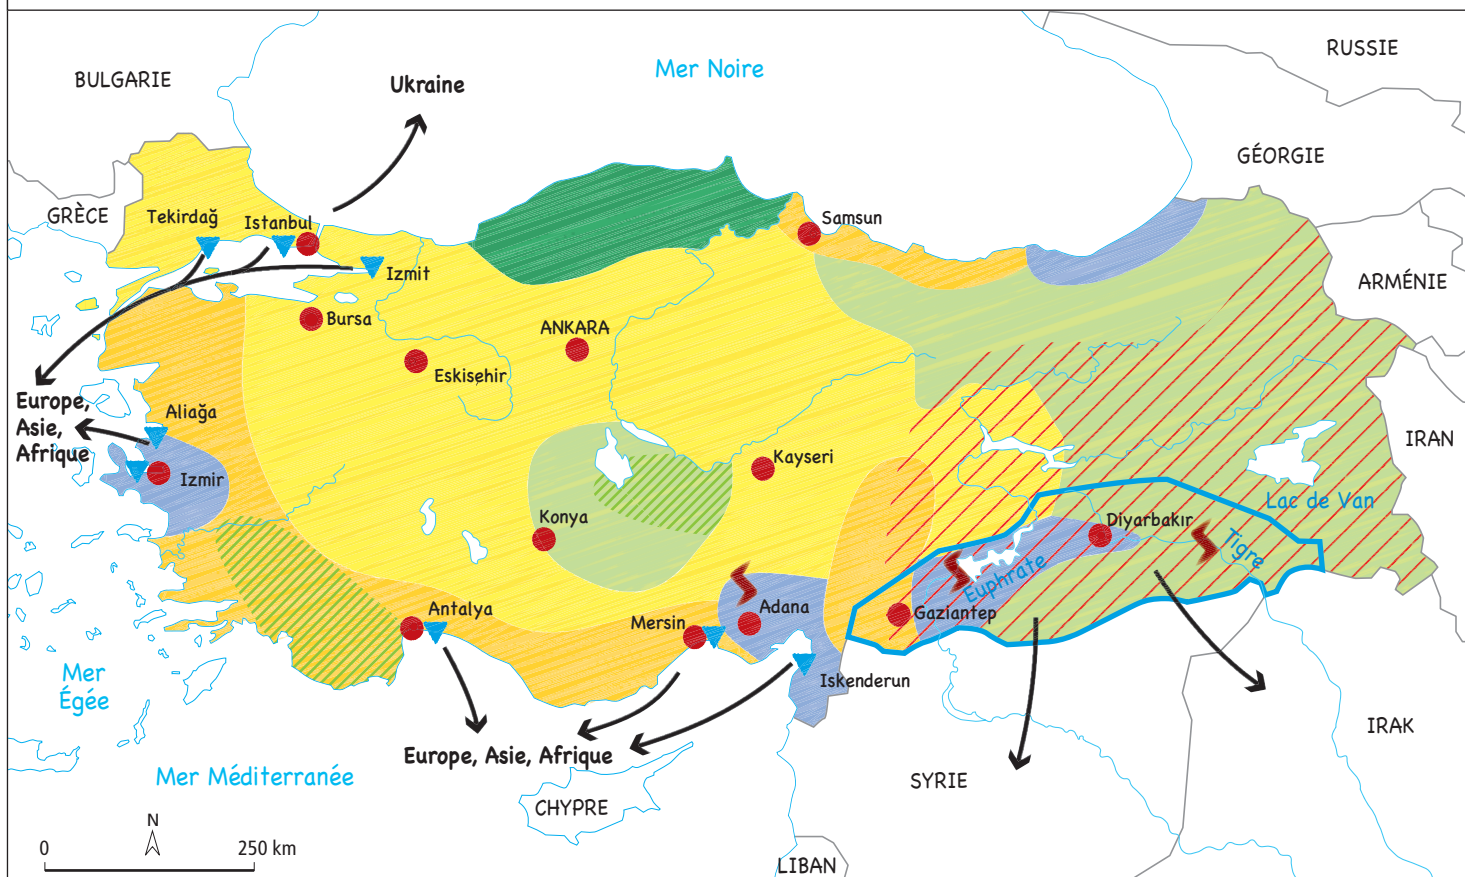 RUSSIE
Mer Noire
BULGARIE
Ukraine
GÉORGIE
GRÈCE
Tekirdağ
Istanbul
Samsun
Izmit
ARMÉNIE
Bursa
ANKARA
Eskisehir
Europe,
Asie,
Afrique
Aliağa
IRAN
Kayseri
Izmir
Lac de Van
Konya
Diyarbakır
Tigre
Euphrate
Antalya
Adana
Gaziantep
Mersin
Mer
Égée
Iskenderun
IRAK
Europe, Asie, Afrique
Mer Méditerranée
SYRIE
CHYPRE
N
0
250 km
LIBAN